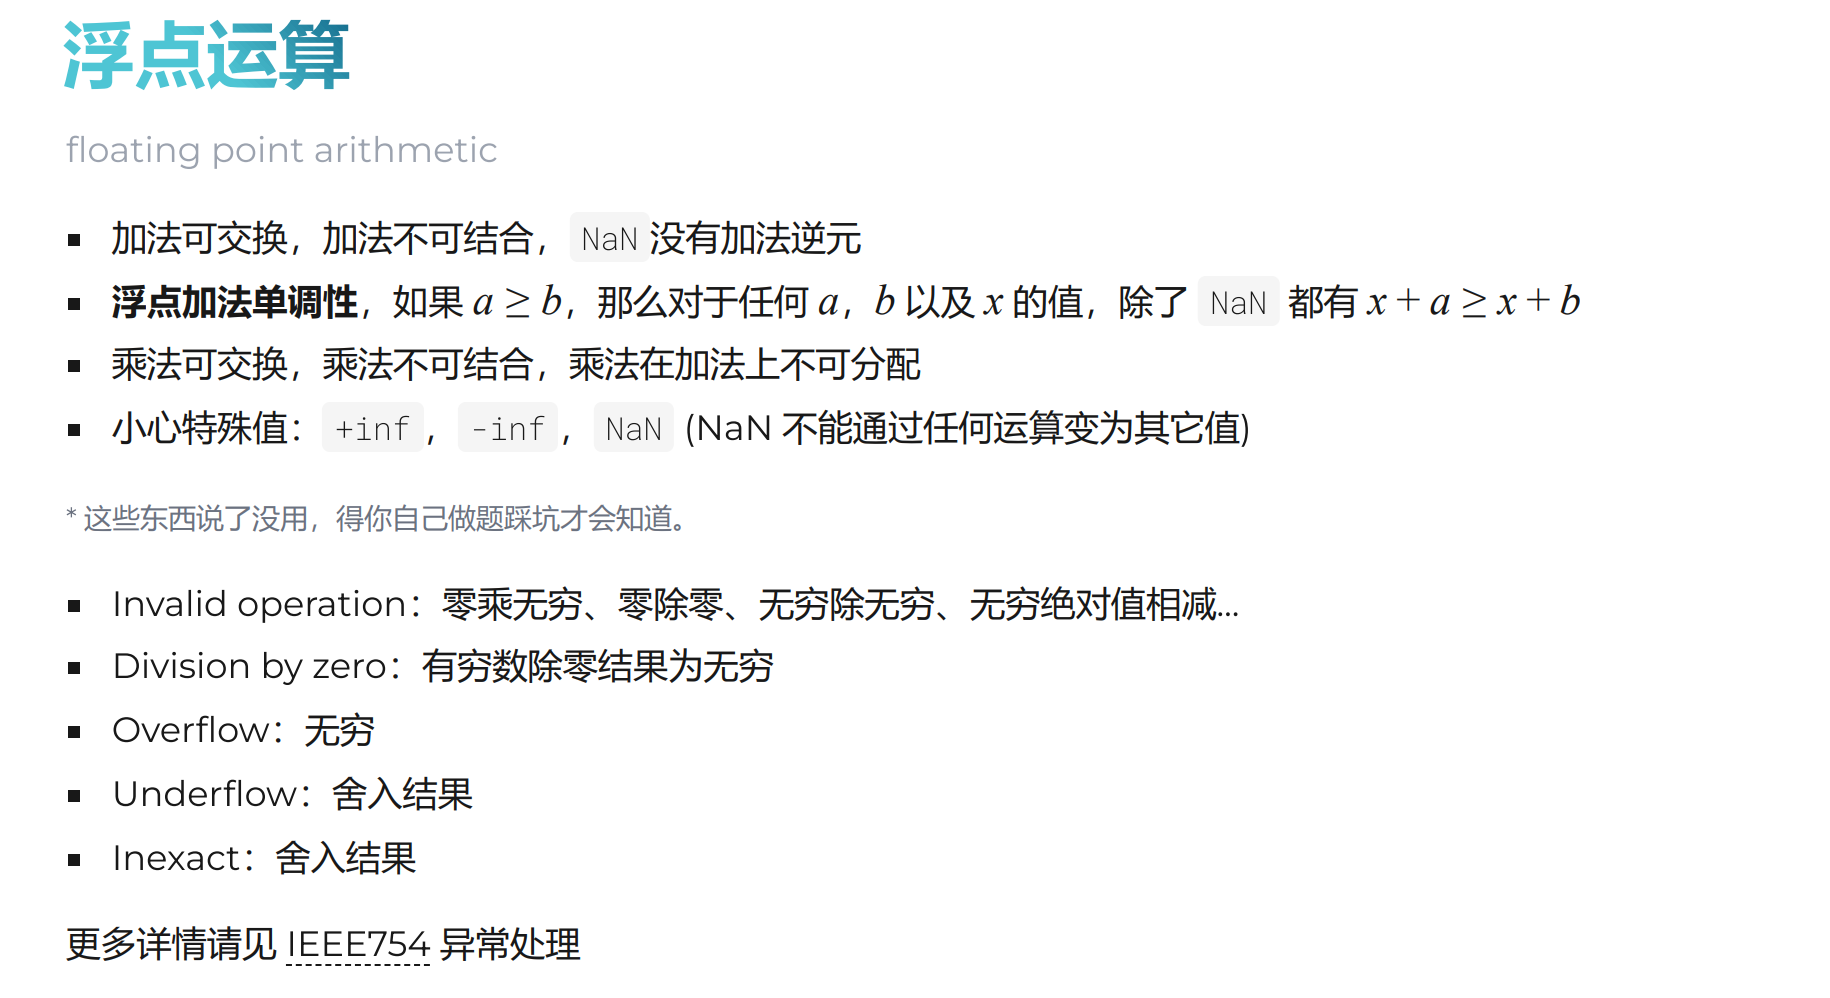 浮点运算
floating point arithmetic
▪ 加法可交换，加法不可结合，NaN没有加法逆元
▪ 浮点加法单调性，如果 a ≥ b，那么对于任何 a，b 以及 x 的值，除了 NaN 都有 x + a ≥ x + b
▪ 乘法可交换，乘法不可结合，乘法在加法上不可分配
▪ 小心特殊值：+inf，-inf，NaN (NaN 不能通过任何运算变为其它值)
* 这些东西说了没用，得你自己做题踩坑才会知道。
▪ Invalid operation：零乘无穷、零除零、无穷除无穷、无穷绝对值相减...
▪ Division by zero：有穷数除零结果为无穷
▪ Overflow：无穷
▪ Underflow：舍入结果
▪ Inexact：舍入结果
更多详情请见 IEEE754 异常处理